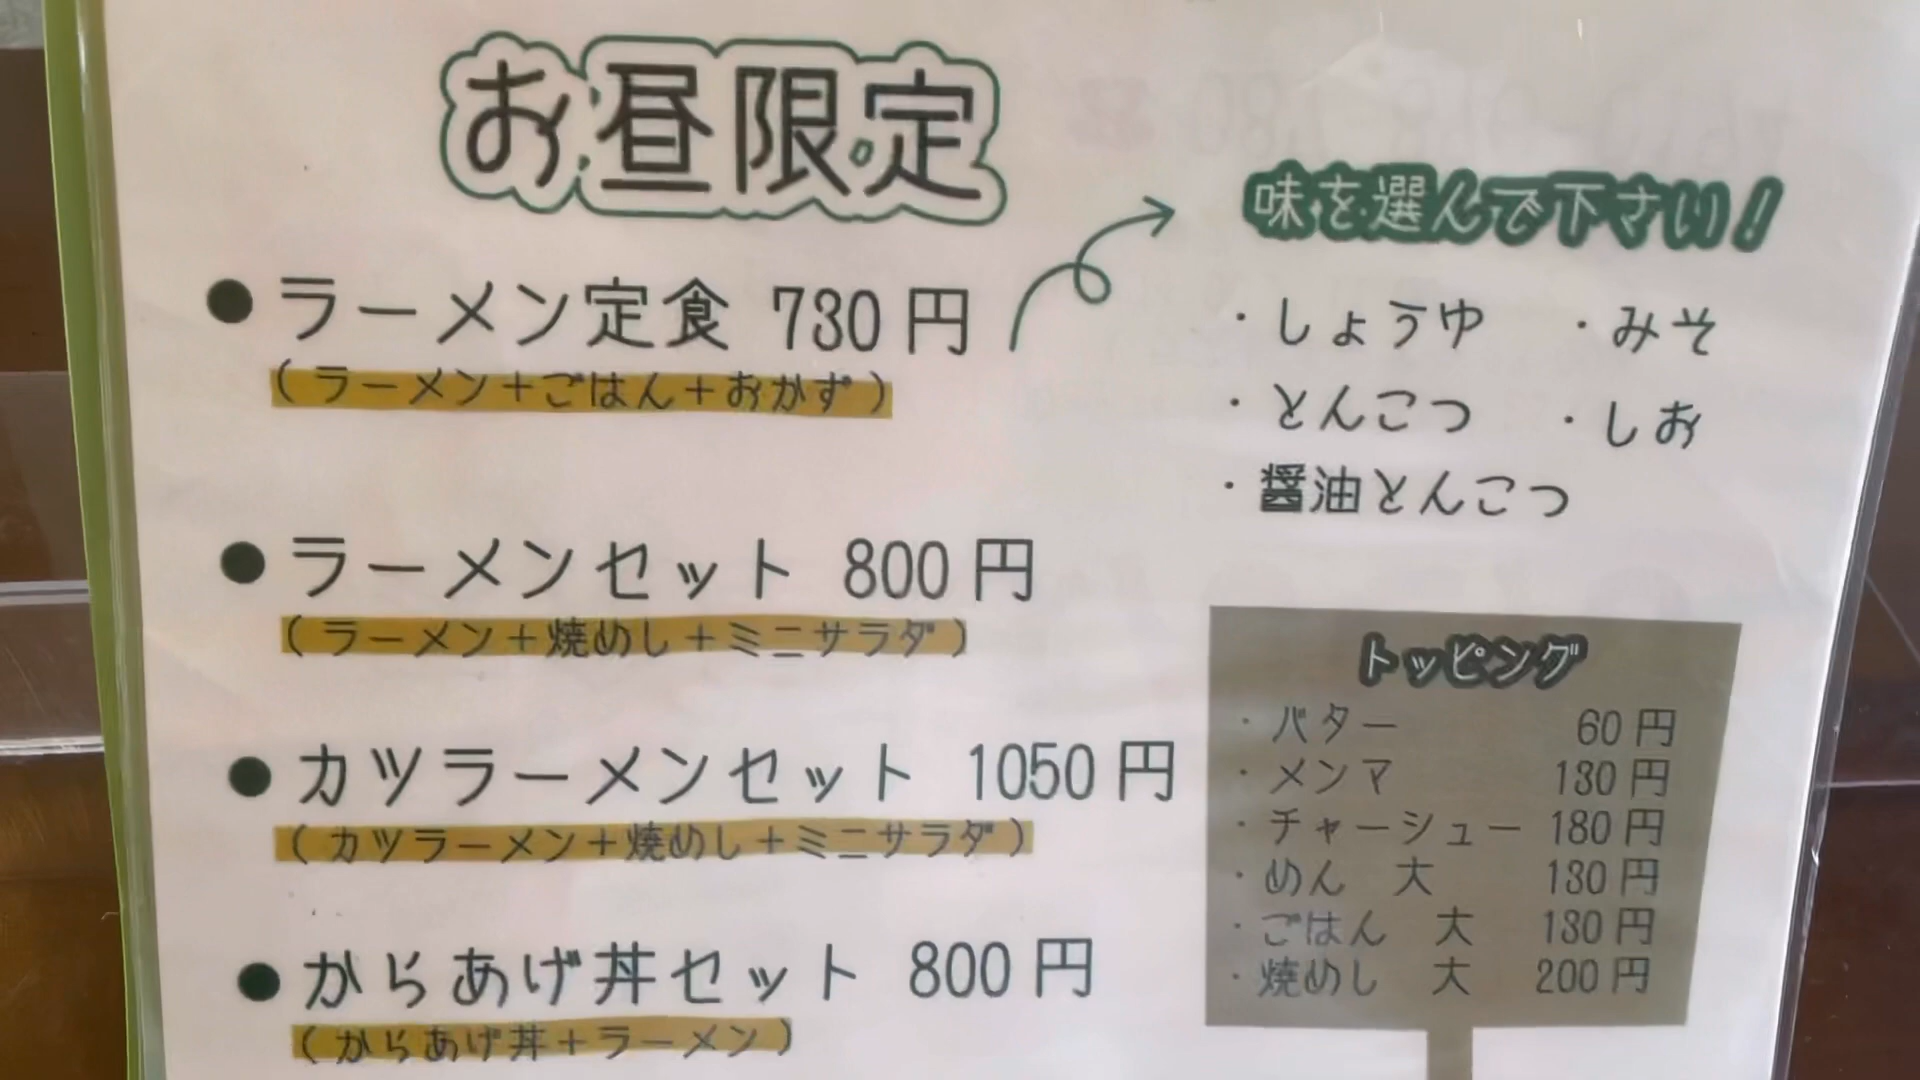 お昼限定
●ラーメン定食 730円
(ラーメン+ごはん+おかず)
●ラーメンセット 800円
(ラーメン+焼めし+ミニサラダ)
●カツラーメンセット 1050円
(カツラーメン+焼めし+ミニサラダ)
●からあげ丼セット 800円
(からあげ丼+ラーメン)
味を選んで下さい!
・しょうゆ ・みそ
・とんこつ ・しお
・醤油とんこつ
トッピング
・バター 60円
・メンマ 130円
・チャーシュー 180円
・めん 大 130円
・ごはん 大 130円
・焼めし 大 200円